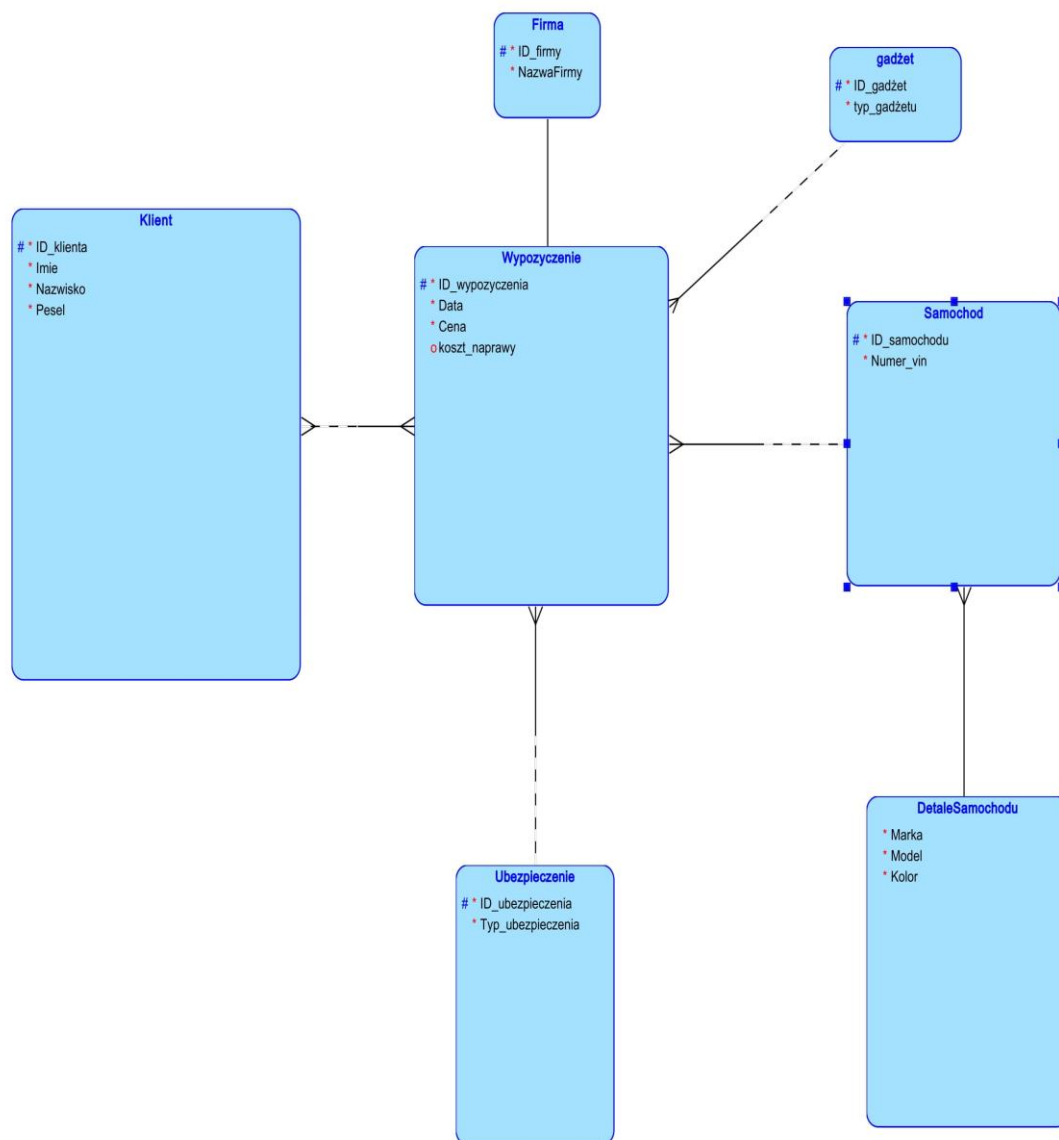 Firma
# * ID_firmy
* NazwaFirmy
gadżet
# * ID_gadżet
* typ_gadżetu
Klient
# * ID_klienta
* Imie
* Nazwisko
* Pesel
Wypozyczenie
# * ID_wypozyczenia
* Data
* Cena
o koszt_naprawy
Samochod
# * ID_samochodu
* Numer_vin
DetaleSamochodu
* Marka
* Model
* Kolor
Ubezpieczenie
# * ID_ubezpieczenia
* Typ_ubezpieczenia